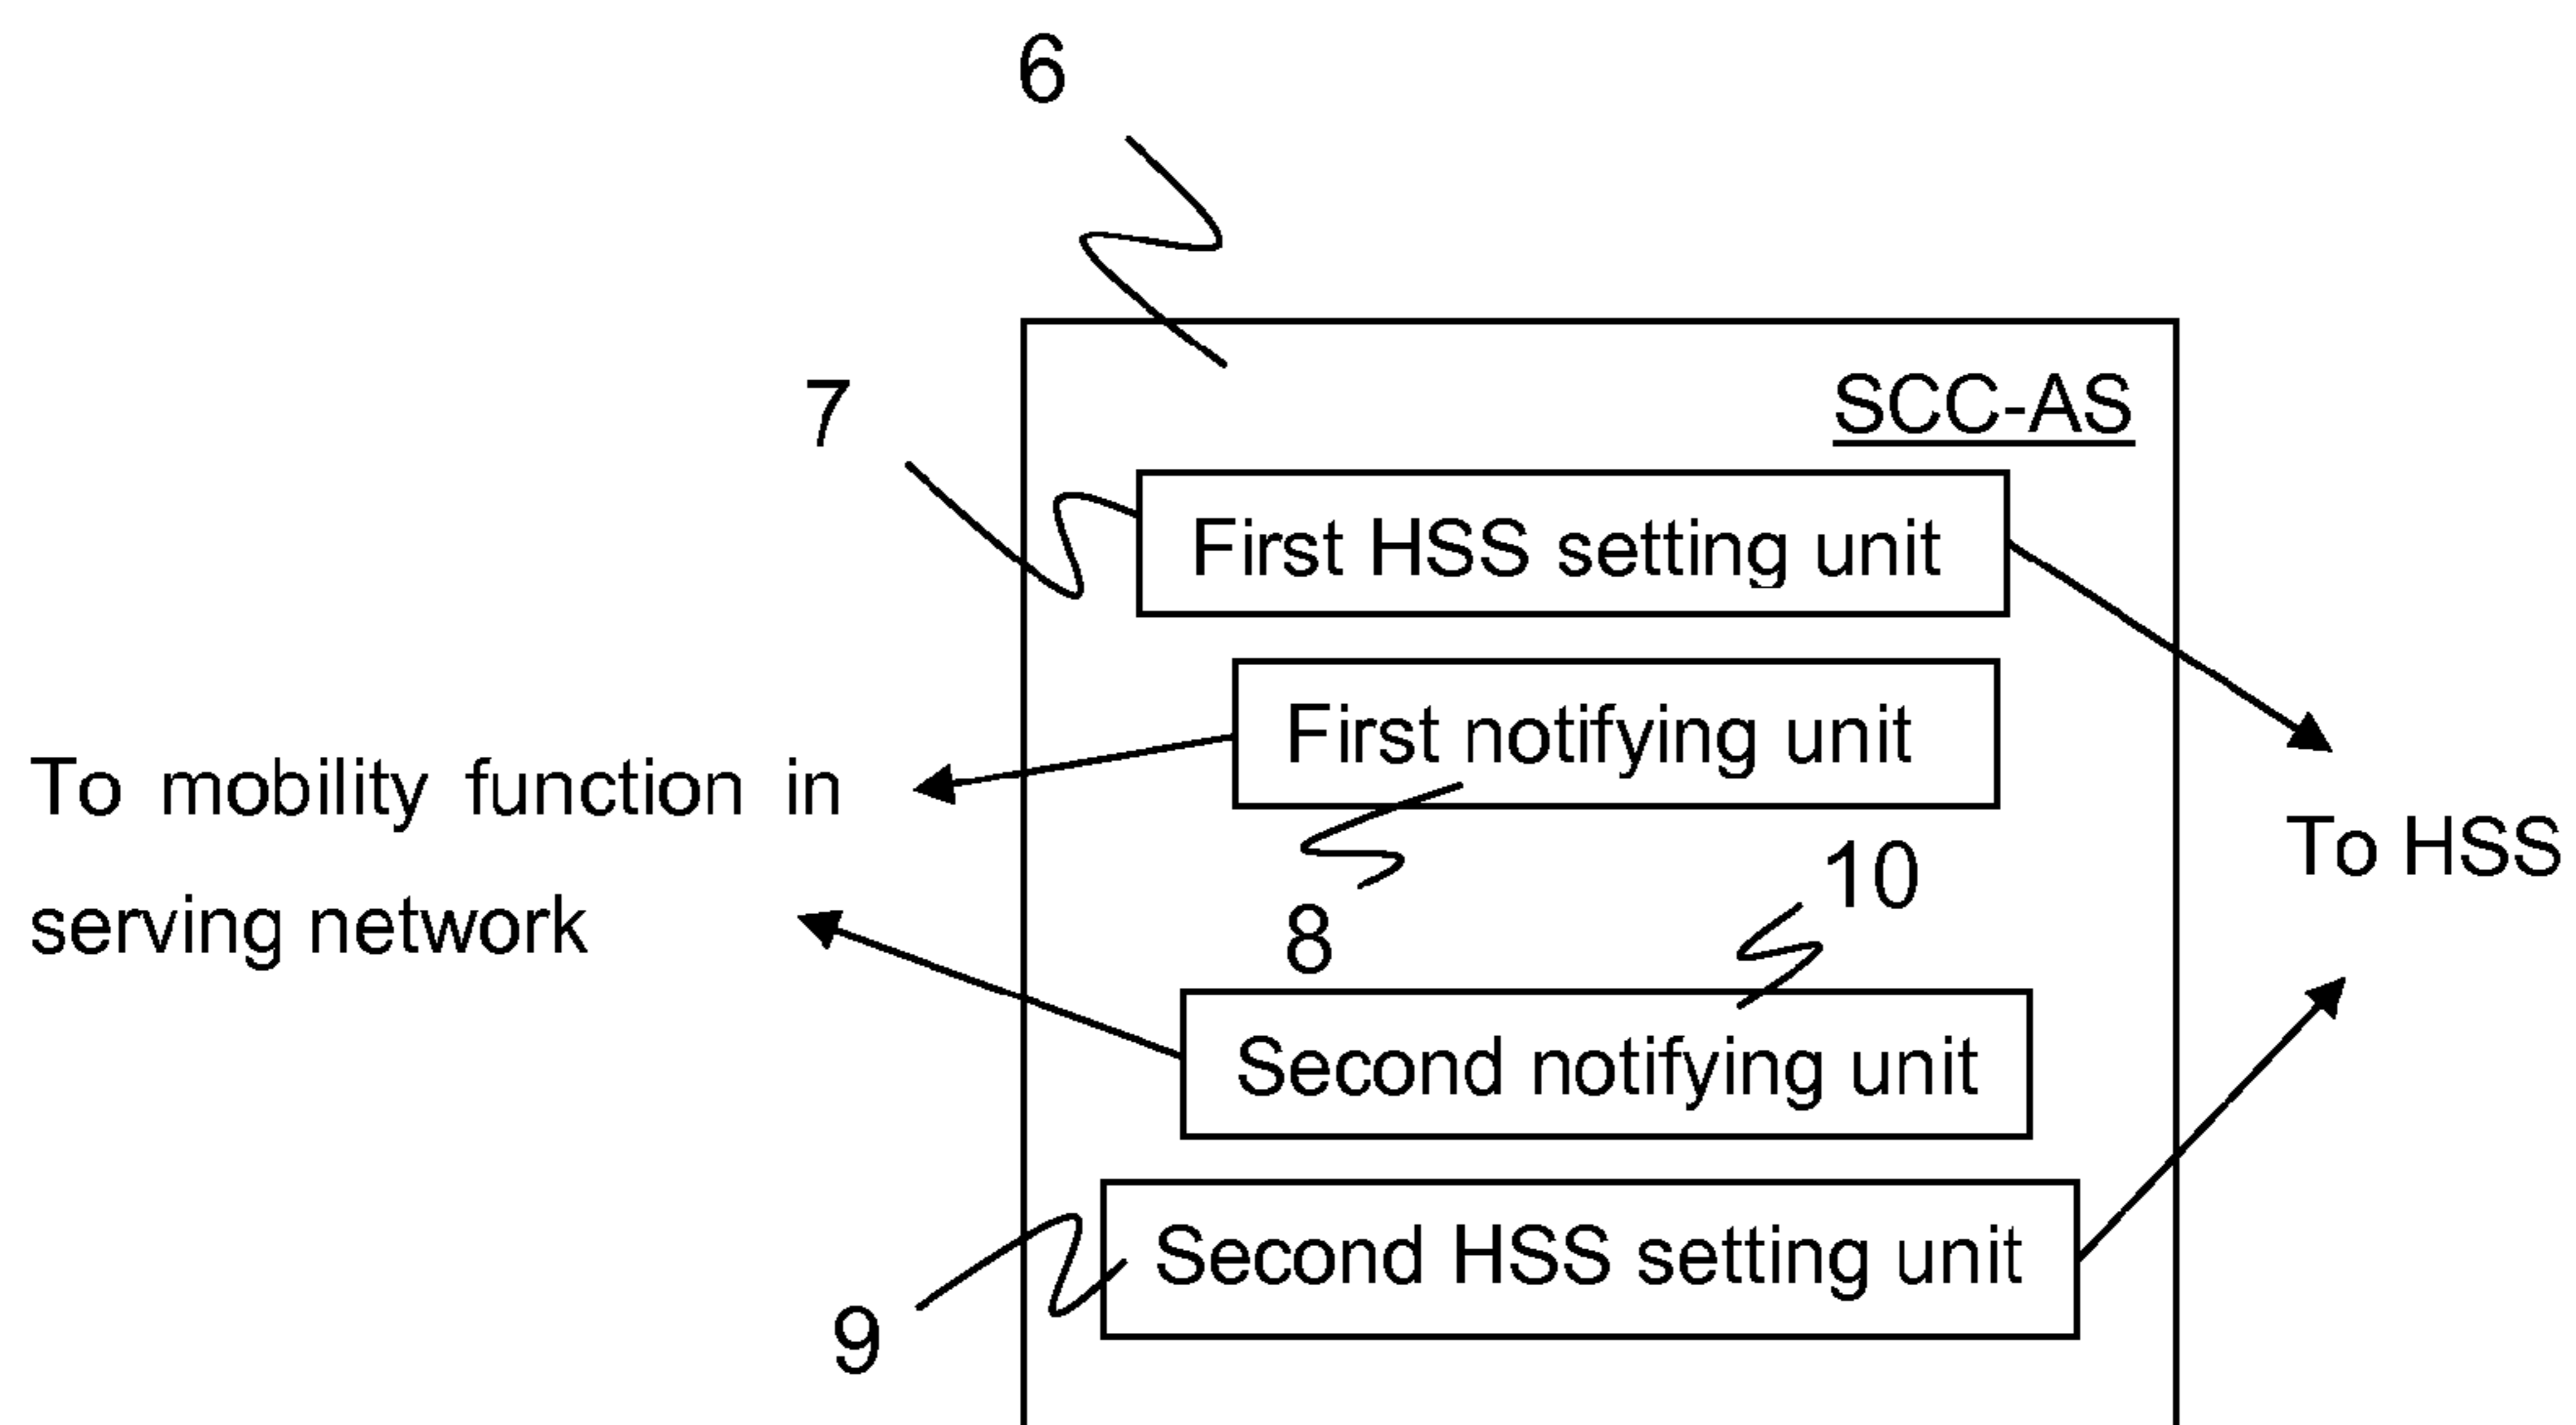 6
SCC-AS
7
First HSS setting unit
First notifying unit
To mobility function in
serving network
8
10
To HSS
Second notifying unit
Second HSS setting unit
9